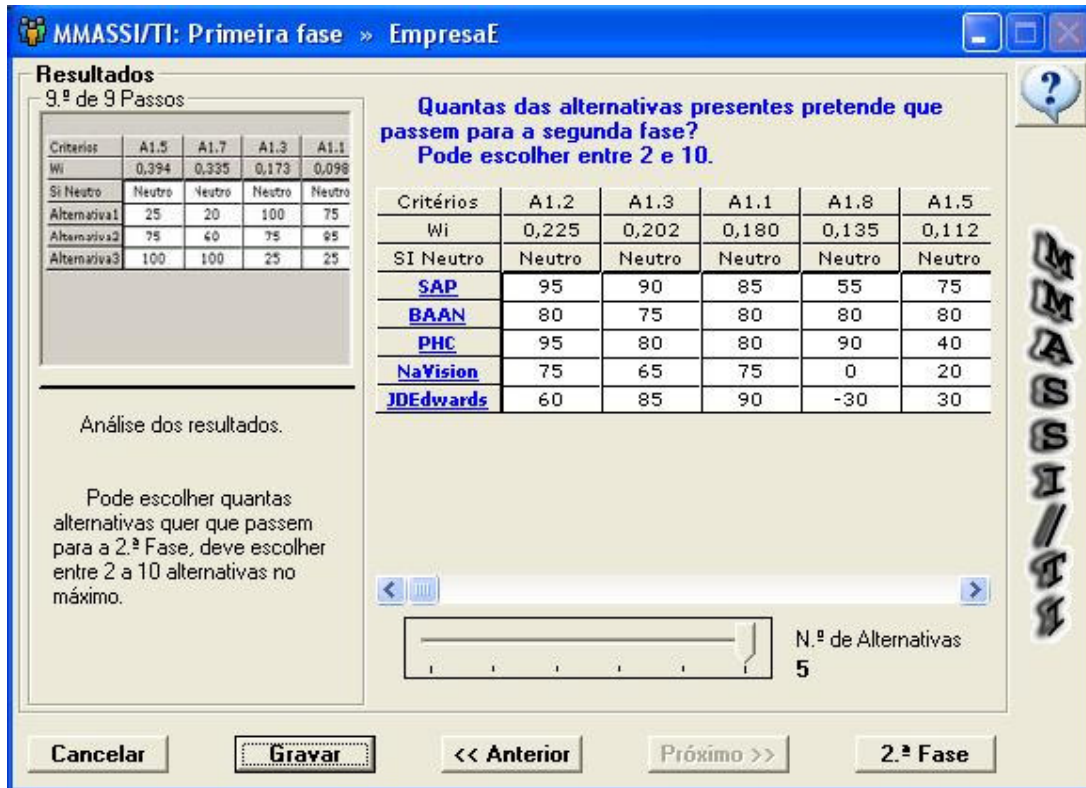 MMASSI/TI: Primeira fase » EmpresaE
Resultados
9.º de 9 Passos
Criterios A1.5 A1.7 A1.3 A1.1
Wi 0,394 0,335 0,173 0,098
Si Neutro Neutro Neutro Neutro Neutro
Alternativa1 25 20 100 75
Alternativa2 75 60 75 95
Alternativa3 100 100 25 25
Análise dos resultados.
Pode escolher quantas
alternativas quer que passem
para a 2.ª Fase, deve escolher
entre 2 a 10 alternativas no
máximo.
Quantas das alternativas presentes pretende que
passem para a segunda fase?
Pode escolher entre 2 e 10.
Critérios A1.2 A1.3 A1.1 A1.8 A1.5
Wi 0,225 0,202 0,180 0,135 0,112
SI Neutro Neutro Neutro Neutro Neutro Neutro
SAP 95 90 85 55 75
BAAN 80 75 80 80 80
PHC 95 80 80 90 40
NaVision 75 65 75 0 20
JDEdwards 60 85 90 -30 30
N.º de Alternativas
5
?
MMASSI/TI
Cancelar
Gravar
<< Anterior
Próximo >>
2.ª Fase